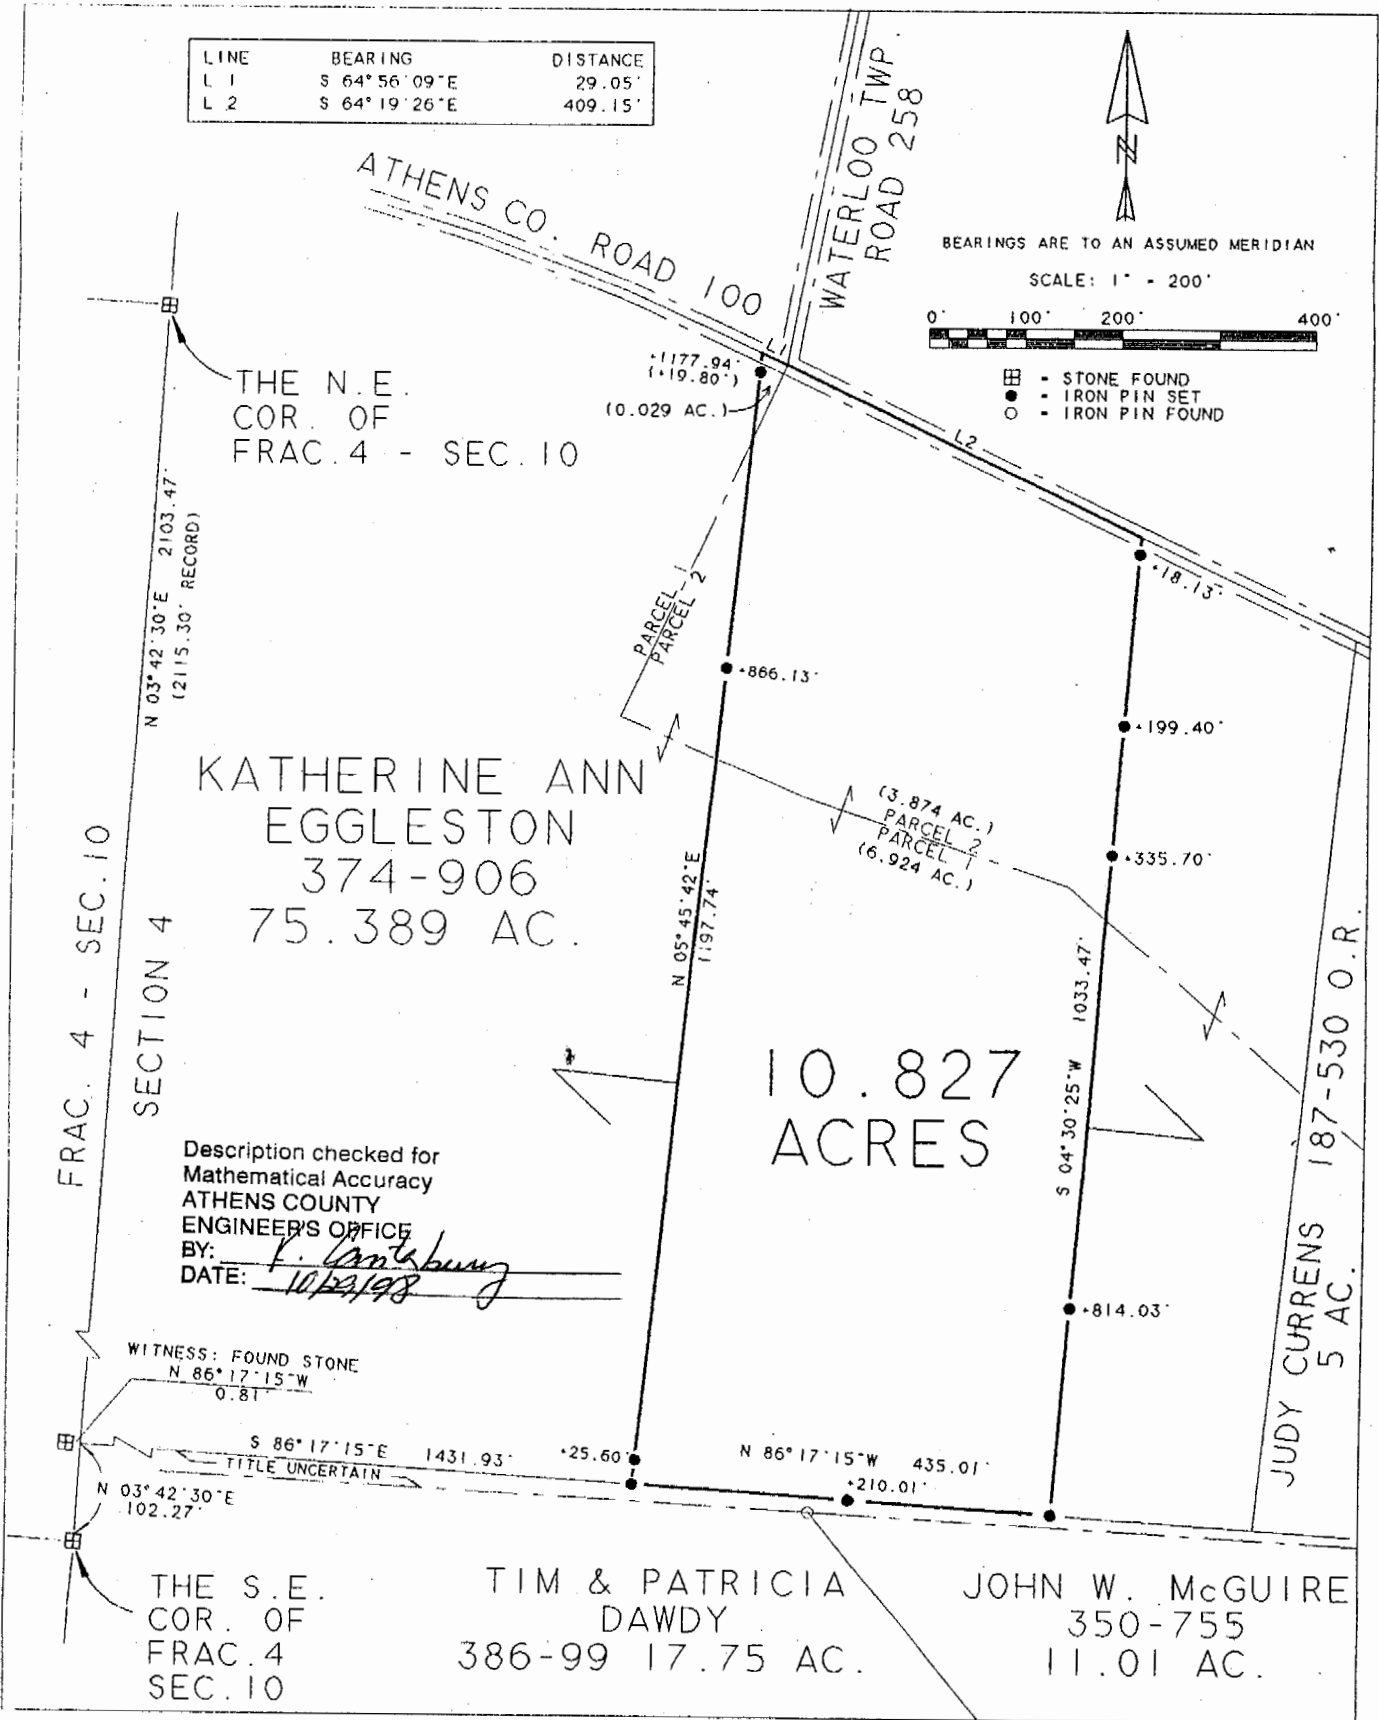 LINE BEARING DISTANCE
L 1 S 64°56'09"E 29.05'
L 2 S 64°19'26"E 409.15'
WATERLOO TWP.
ROAD 258
ATHENS CO. ROAD 100
N
BEARINGS ARE TO AN ASSUMED MERIDIAN
SCALE: 1" - 200'
0' 100' 200' 400'
- STONE FOUND
- IRON PIN SET
- IRON PIN FOUND
L1
+1177.94'
(+19.80')
(0.029 AC.)
L2
THE N.E.
COR. OF
FRAC.4 - SEC.10
N 03°42'30"E 2103.47'
(2115.30' RECORD)
+18.13'
PARCEL 1
PARCEL 2
+866.13'
+199.40'
KATHERINE ANN
EGGLESTON
374-906
75.389 AC.
(3.874 AC.)
PARCEL 2
PARCEL 1
(6.924 AC.)
+335.70'
N 05°45'42"E
1197.74'
S 04°30'25"W 1033.47'
FRAC. 4 - SEC.10
SECTION 4
10.827
ACRES
JUDY CURRENS 187-530 O.R.
5 AC.
Description checked for
Mathematical Accuracy
ATHENS COUNTY
ENGINEER'S OFFICE
BY:
DATE: 10/29/98
+814.03'
WITNESS: FOUND STONE
N 86°17'15"W
0.81'
S 86°17'15"E 1431.93'
TITLE UNCERTAIN
+25.60'
N 86°17'15"W 435.01'
+210.01'
N 03°42'30"E
102.27'
THE S.E.
COR. OF
FRAC.4
SEC.10
TIM & PATRICIA
DAWDY
386-99 17.75 AC.
JOHN W. McGUIRE
350-755
11.01 AC.